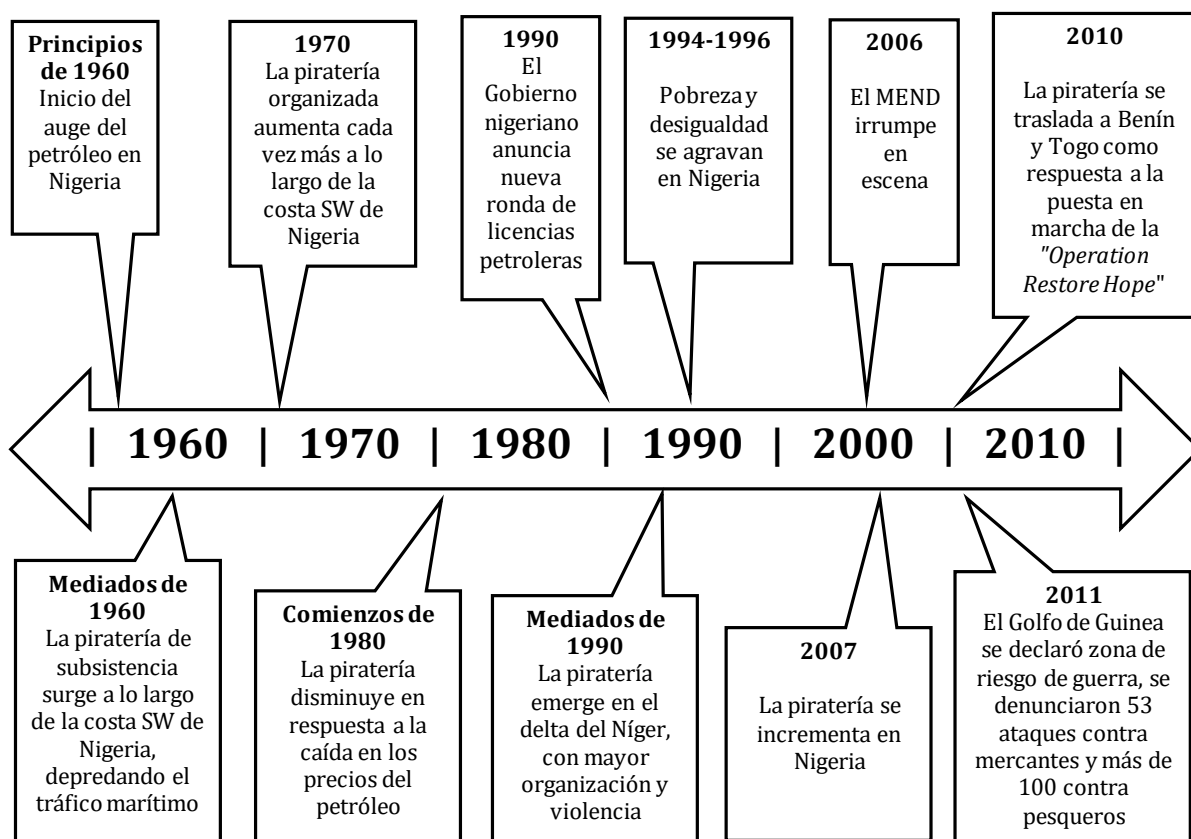 Principios
de 1960
Inicio del
auge del
petróleo en
Nigeria
1970
La piratería
organizada
aumenta cada
vez más a lo
largo de la
costa SW de
Nigeria
1990
El
Gobierno
nigeriano
anuncia
nueva
ronda de
licencias
petroleras
1994-1996
Pobreza y
desigualdad
se agravan
en Nigeria
2006
El MEND
irrumpe
en
escena
2010
La piratería se
traslada a Benín
y Togo como
respuesta a la
puesta en
marcha de la
"Operation
Restore Hope"
| 1960 | 1970 | 1980 | 1990 | 2000 | 2010 |
Mediados de
1960
La piratería de
subsistencia
surge a lo largo
de la costa SW de
Nigeria,
depredando el
tráfico marítimo
Comienzos de
1980
La piratería
disminuye en
respuesta a la
caída en los
precios del
petróleo
Mediados de
1990
La piratería
emerge en el
delta del Níger,
con mayor
organización y
violencia
2007
La piratería se
incrementa en
Nigeria
2011
El Golfo de Guinea
se declaró zona de
riesgo de guerra, se
denunciaron 53
ataques contra
mercantes y más de
100 contra
pesqueros